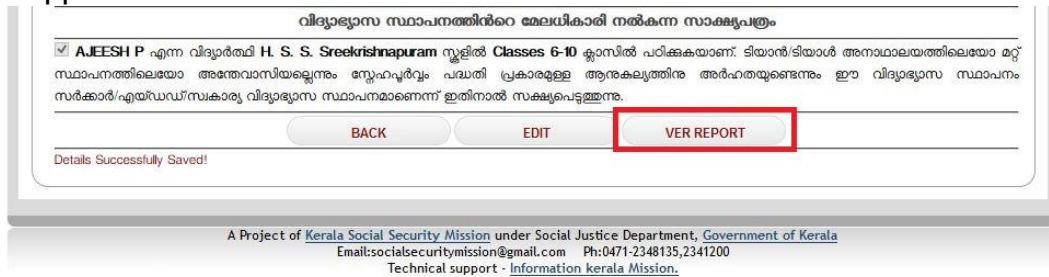 വിദ്യാഭ്യാസ സ്ഥാപനത്തിൻറെ മേലധികാരി നൽകുന്ന സാക്ഷ്യപത്രം
AJEESH P എന്ന വിദ്യാർത്ഥി H. S. S. Sreekrishnapuram സ്കൂളിൽ Classes 6-10 ക്ലാസിൽ പഠിക്കുകയാണ്. ടിയാൻ/ടിയാൾ അനാഥാലയത്തിലെയോ മറ്റ്
സ്ഥാപനത്തിലെയോ അന്തേവാസിയല്ലെന്നും സ്നേഹപൂർവ്വം പദ്ധതി പ്രകാരമുള്ള ആനുകല്യത്തിനു അർഹതയുണ്ടെന്നും ഈ വിദ്യാഭ്യാസ സ്ഥാപനം
സർക്കാർ/എയ്ഡഡ്/സ്വകാര്യ വിദ്യാഭ്യാസ സ്ഥാപനമാണെന്ന് ഇതിനാൽ സക്ഷ്യപെടുത്തുന്നു.
BACK EDIT VER REPORT
Details Successfully Saved!
A Project of Kerala Social Security Mission under Social Justice Department, Government of Kerala
Email:socialsecuritymission@gmail.com Ph:0471-2348135,2341200
Technical support - Information kerala Mission.